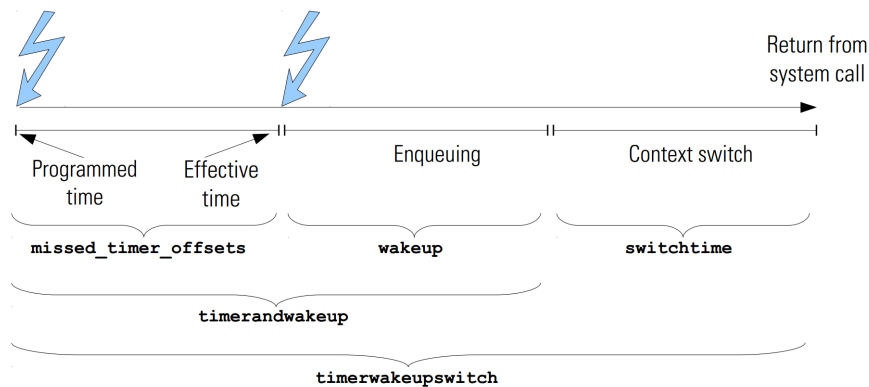 Return from
system call
Programmed
time
Effective
time
Enqueuing
Context switch
missed_timer_offsets
wakeup
switchtime
timerandwakeup
timerwakeupswitch